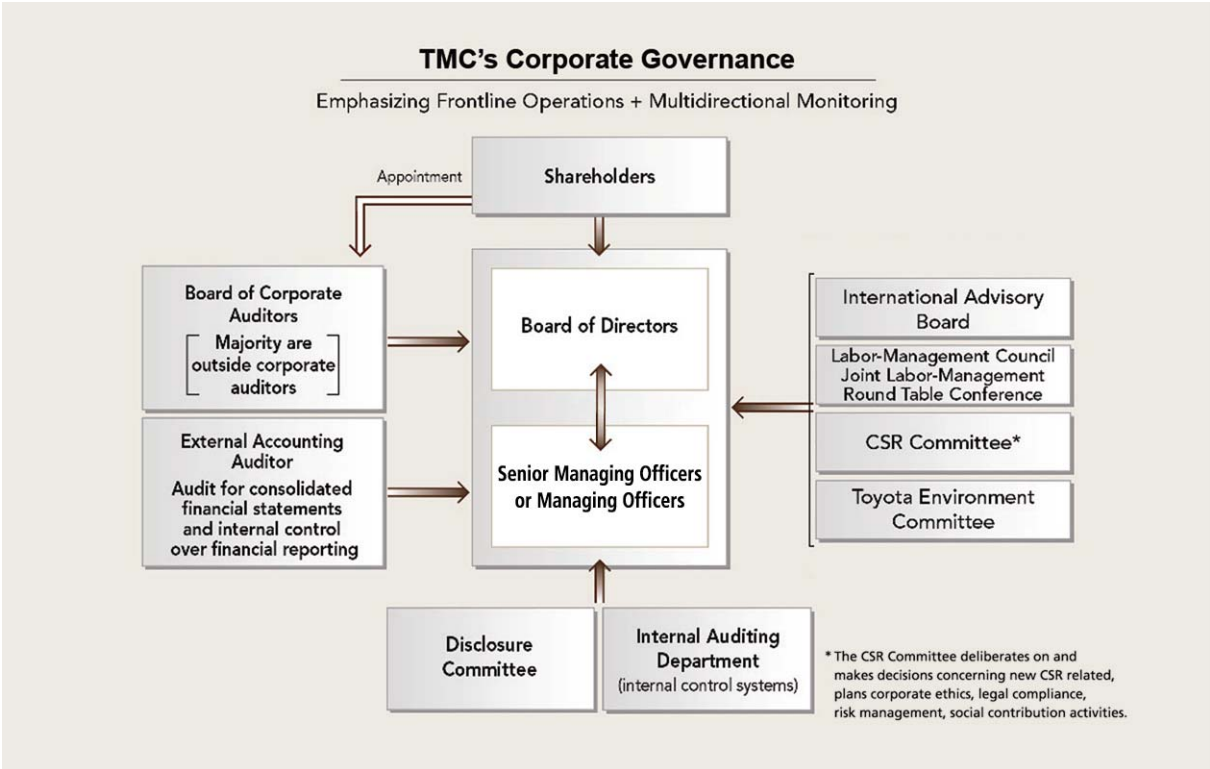 TMC's Corporate Governance
Emphasizing Frontline Operations + Multidirectional Monitoring
Appointment
Shareholders
Board of Corporate
Auditors
Majority are
outside corporate
auditors
External Accounting
Auditor
Audit for consolidated
financial statements
and internal control
over financial reporting
Board of Directors
Senior Managing Officers
or Managing Officers
International Advisory
Board
Labor-Management Council
Joint Labor-Management
Round Table Conference
CSR Committee*
Toyota Environment
Committee
Disclosure
Committee
Internal Auditing
Department
(internal control systems)
* The CSR Committee deliberates on and
makes decisions concerning new CSR related,
plans corporate ethics, legal compliance,
risk management, social contribution activities.